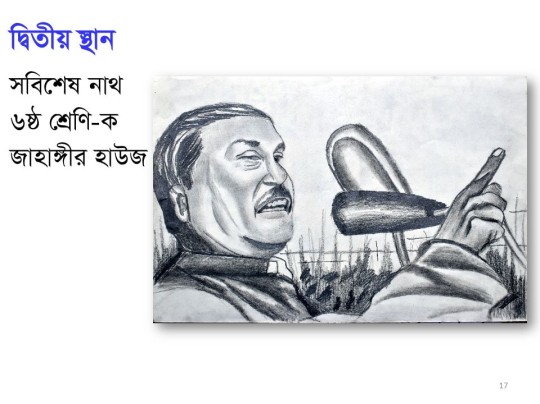 দ্বিতীয় স্থান
সবিশেষ নাথ
৬ষ্ঠ শ্রেণি-ক
জাহাঙ্গীর হাউজ
17